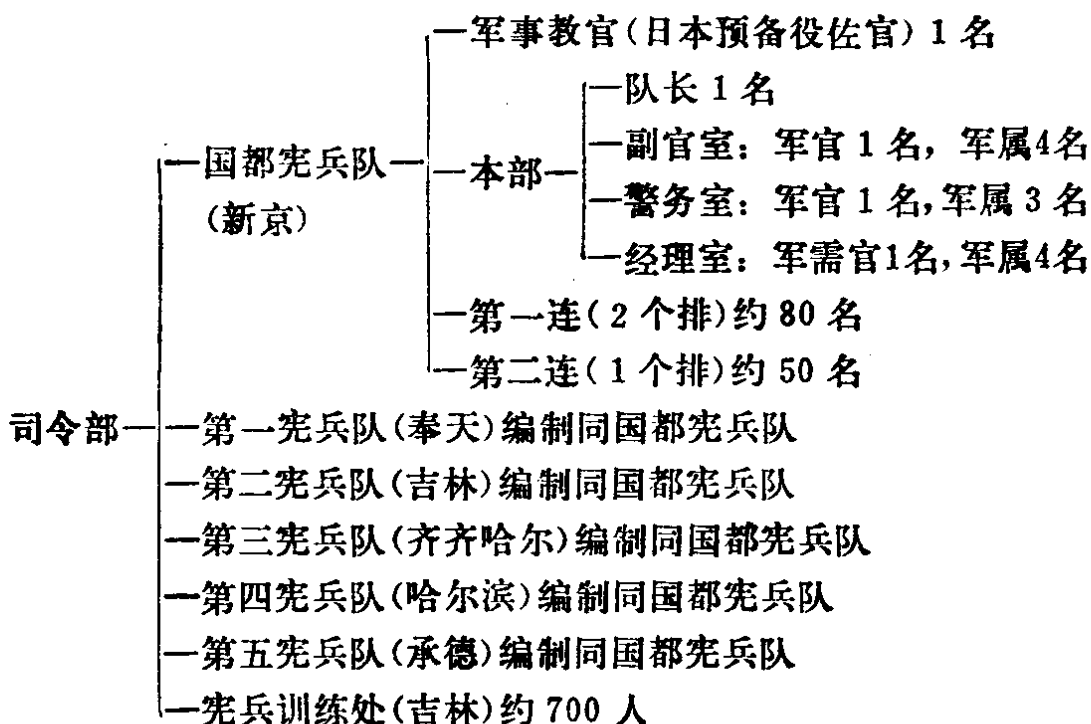 军事教官(日本预备役佐官) 1 名
队长 1 名
副官室：军官 1 名，军属4名
国都宪兵队
本部
(新京)
警务室：军官 1 名，军属 3 名
经理室：军需官1名，军属4名
第一连( 2 个排)约 80 名
第二连( 1 个排)约 50 名
司令部
第一宪兵队(奉天)编制同国都宪兵队
第二宪兵队(吉林)编制同国都宪兵队
第三宪兵队(齐齐哈尔)编制同国都宪兵队
第四宪兵队(哈尔滨)编制同国都宪兵队
第五宪兵队(承德)编制同国都宪兵队
宪兵训练处(吉林)约 700 人